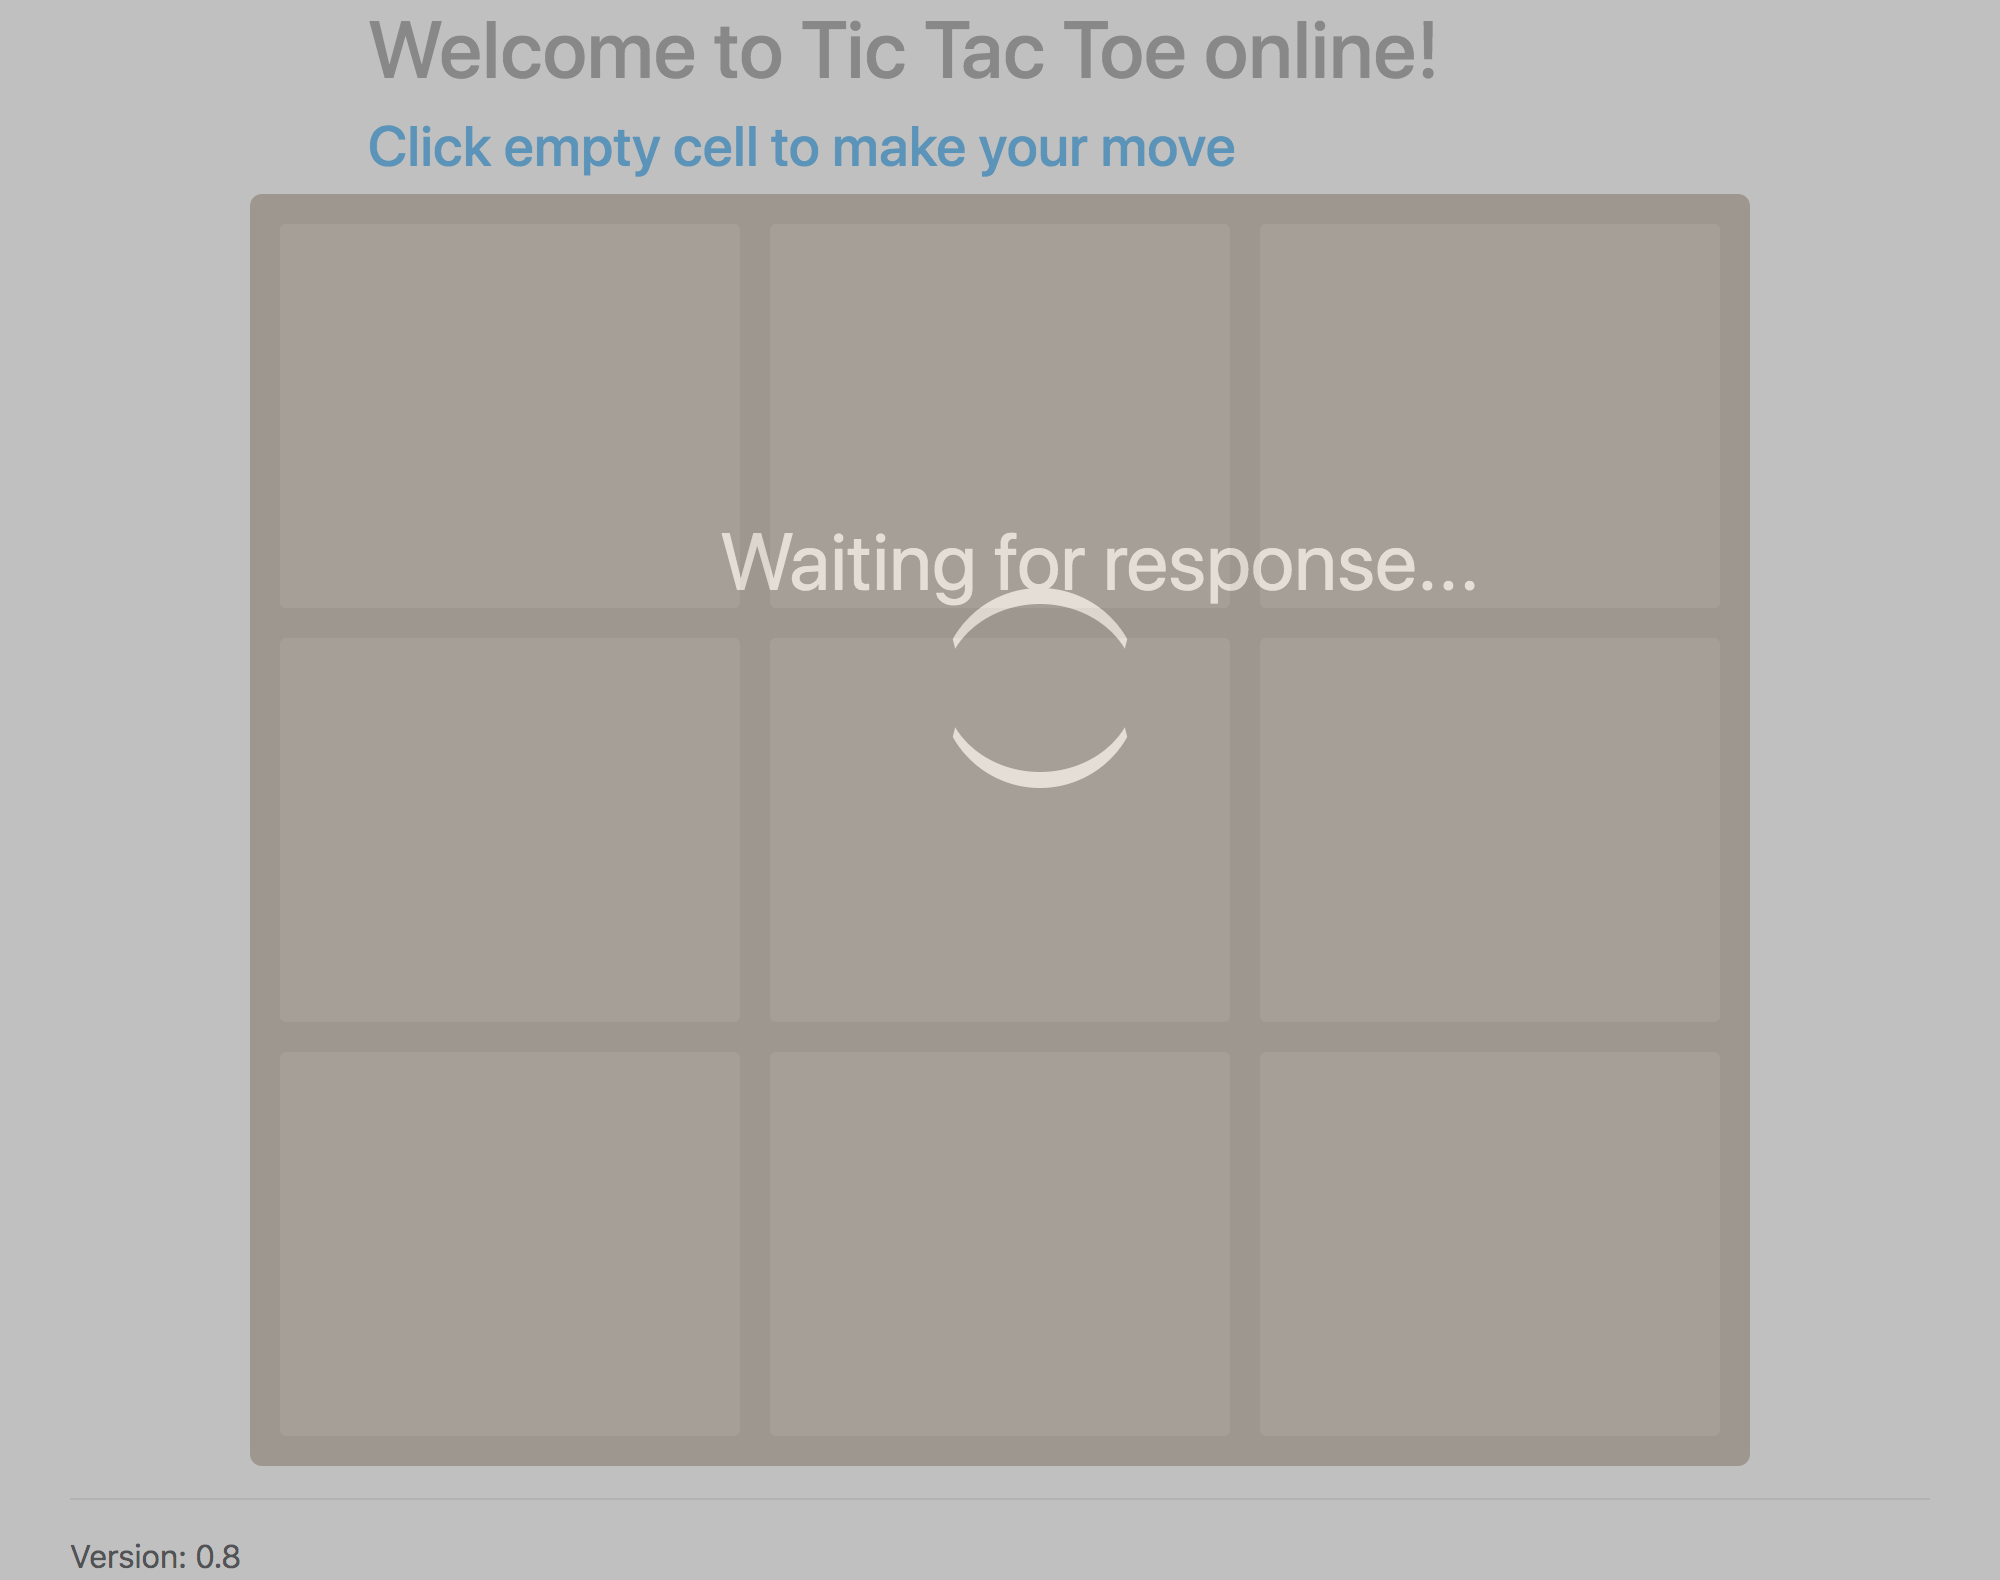 Welcome to Tic Tac Toe online!
Click empty cell to make your move
Waiting for response...
Version: 0.8